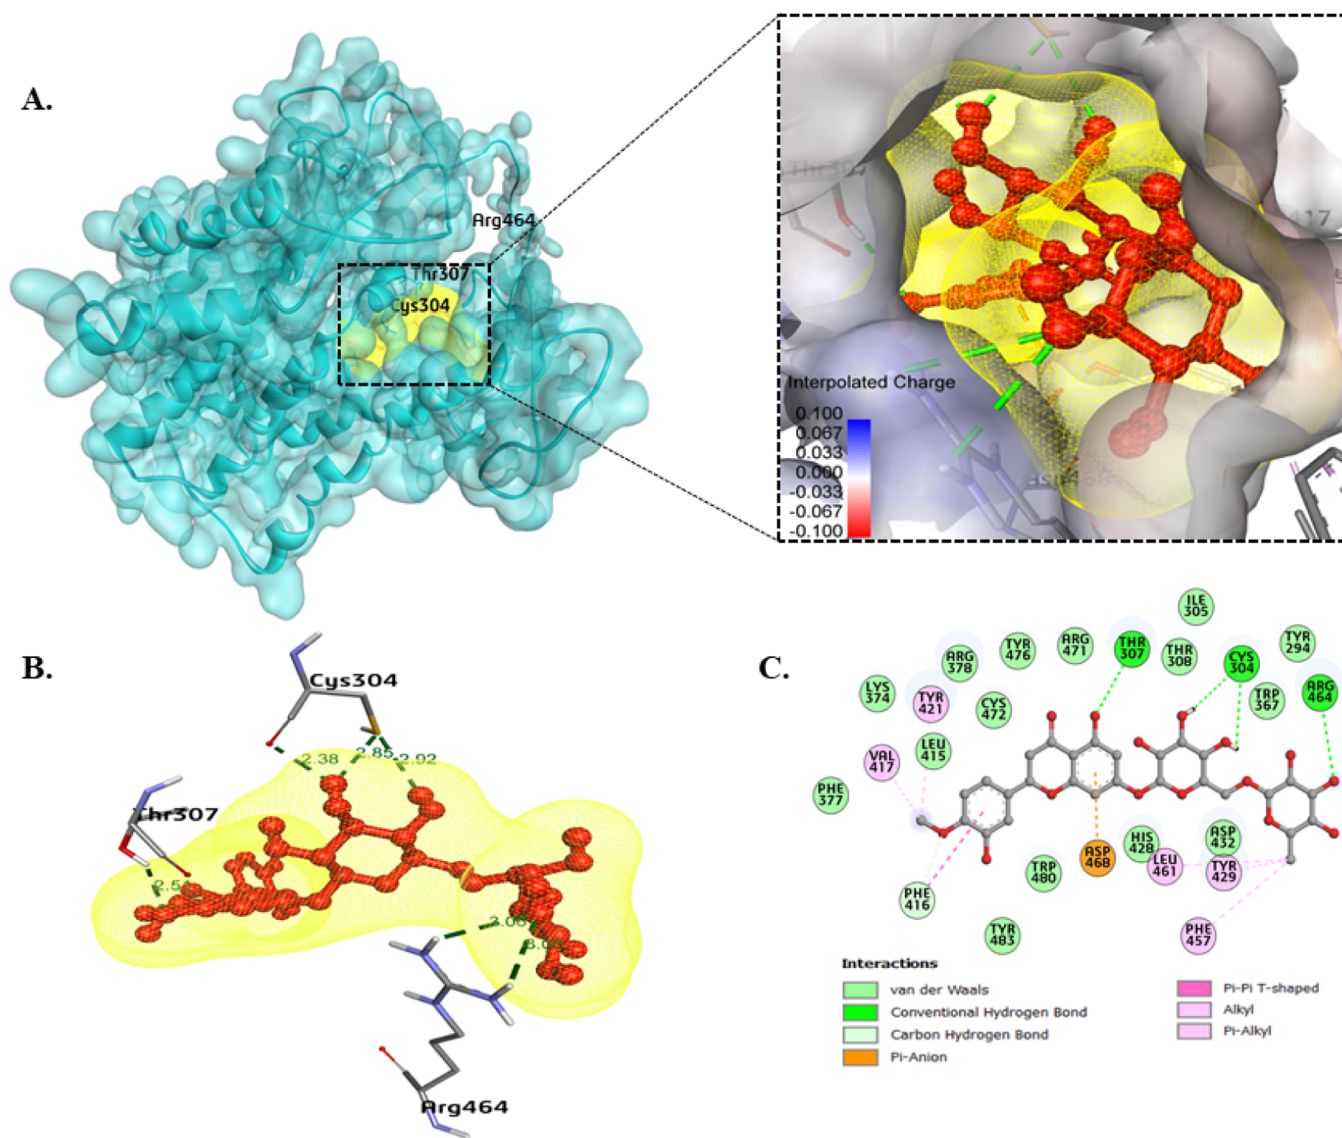 A.
Arg464
Thr307
Cys304
Interpolated Charge
0.100
0.067
0.033
0.000
-0.033
-0.067
-0.100
B.
Cys304
2.38
2.85
2.92
Thr307
Arg464
C.
ILE 305
THR 307
ARG 471
TYR 476
ARG 378
THR 308
CYS 304
TYR 294
LYS 374
TYR 421
CYS 472
TRP 367
ARG 464
VAL 417
LEU 415
PHE 377
HIS 428
ASP 432
ASP 468
LEU 461
TYR 429
TRP 480
PHE 416
TYR 483
PHE 457
Interactions
van der Waals
Conventional Hydrogen Bond
Carbon Hydrogen Bond
Pi-Anion
Pi-Pi T-shaped
Alkyl
Pi-Alkyl